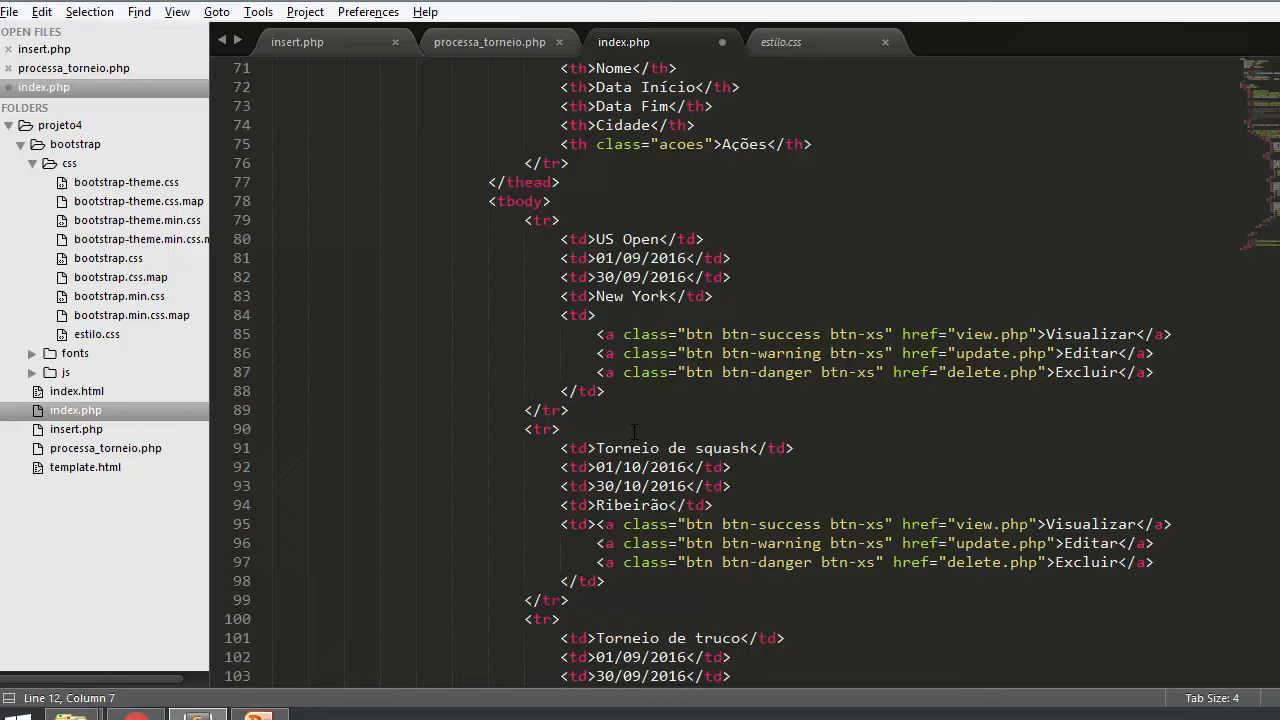 File Edit Selection Find View Goto Tools Project Preferences Help
OPEN FILES
insert.php
processa_torneio.php
index.php
FOLDERS
projeto4
bootstrap
css
bootstrap-theme.css
bootstrap-theme.css.map
bootstrap-theme.min.css
bootstrap-theme.min.css.m
bootstrap.css
bootstrap.css.map
bootstrap.min.css
bootstrap.min.css.map
estilo.css
fonts
js
index.html
index.php
insert.php
processa_torneio.php
template.html
insert.php processa_torneio.php index.php estilo.css
71 <th>Nome</th>
72 <th>Data Início</th>
73 <th>Data Fim</th>
74 <th>Cidade</th>
75 <th class="acoes">Ações</th>
76 </tr>
77 </thead>
78 <tbody>
79 <tr>
80 <td>US Open</td>
81 <td>01/09/2016</td>
82 <td>30/09/2016</td>
83 <td>New York</td>
84 <td>
85 <a class="btn btn-success btn-xs" href="view.php">Visualizar</a>
86 <a class="btn btn-warning btn-xs" href="update.php">Editar</a>
87 <a class="btn btn-danger btn-xs" href="delete.php">Excluir</a>
88 </td>
89 </tr>
90 <tr>
91 <td>Torneio de squash</td>
92 <td>01/10/2016</td>
93 <td>30/10/2016</td>
94 <td>Ribeirão</td>
95 <td><a class="btn btn-success btn-xs" href="view.php">Visualizar</a>
96 <a class="btn btn-warning btn-xs" href="update.php">Editar</a>
97 <a class="btn btn-danger btn-xs" href="delete.php">Excluir</a>
98 </td>
99 </tr>
100 <tr>
101 <td>Torneio de truco</td>
102 <td>01/09/2016</td>
103 <td>30/09/2016</td>
Line 12, Column 7 Tab Size: 4